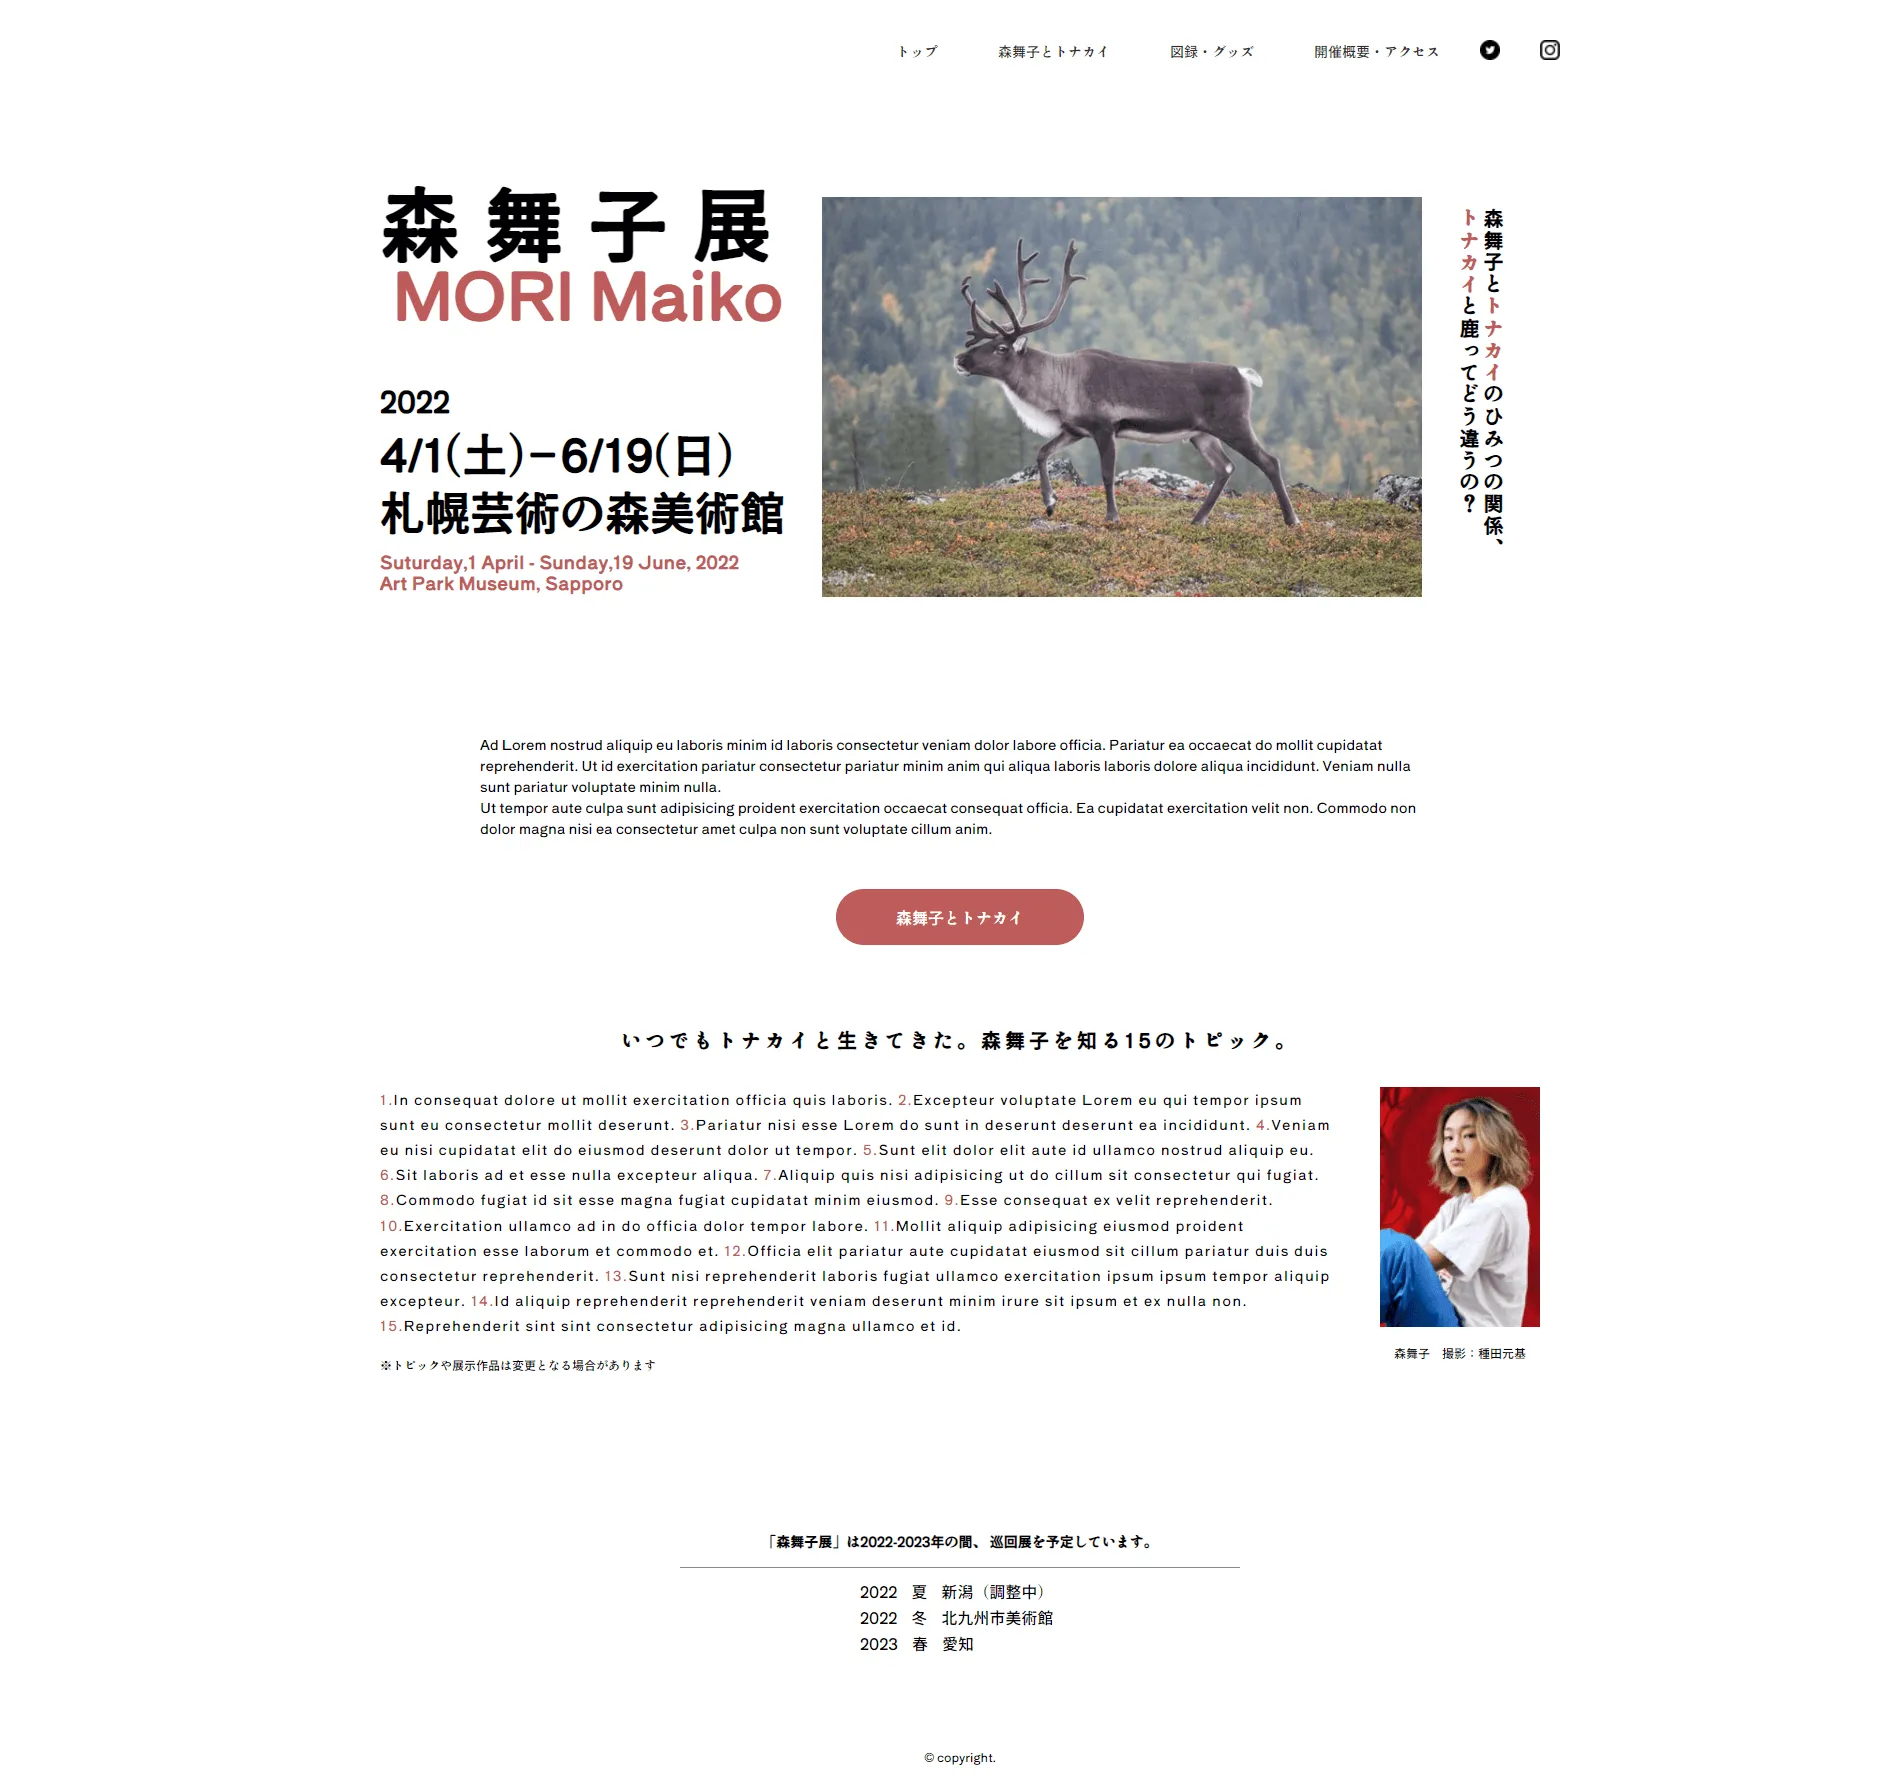 トップ
森舞子とトナカイ
図録・グッズ
開催概要・アクセス
森舞子展
MORI Maiko
2022
4/1(土)−6/19(日)
札幌芸術の森美術館
Suturday,1 April - Sunday,19 June, 2022
Art Park Museum, Sapporo
森舞子とトナカイのひみつの関係、
トナカイと鹿ってどう違うの？
Ad Lorem nostrud aliquip eu laboris minim id laboris consectetur veniam dolor labore officia. Pariatur ea occaecat do mollit cupidatat
reprehenderit. Ut id exercitation pariatur consectetur pariatur minim anim qui aliqua laboris laboris dolore aliqua incididunt. Veniam nulla
sunt pariatur voluptate minim nulla.
Ut tempor aute culpa sunt adipisicing proident exercitation occaecat consequat officia. Ea cupidatat exercitation velit non. Commodo non
dolor magna nisi ea consectetur amet culpa non sunt voluptate cillum anim.
森舞子とトナカイ
いつでもトナカイと生きてきた。森舞子を知る15のトピック。
1.In consequat dolore ut mollit exercitation officia quis laboris. 2.Excepteur voluptate Lorem eu qui tempor ipsum
sunt eu consectetur mollit deserunt. 3.Pariatur nisi esse Lorem do sunt in deserunt deserunt ea incididunt. 4.Veniam
eu nisi cupidatat elit do eiusmod deserunt dolor ut tempor. 5.Sunt elit dolor elit aute id ullamco nostrud aliquip eu.
6.Sit laboris ad et esse nulla excepteur aliqua. 7.Aliquip quis nisi adipisicing ut do cillum sit consectetur qui fugiat.
8.Commodo fugiat id sit esse magna fugiat cupidatat minim eiusmod. 9.Esse consequat ex velit reprehenderit.
10.Exercitation ullamco ad in do officia dolor tempor labore. 11.Mollit aliquip adipisicing eiusmod proident
exercitation esse laborum et commodo et. 12.Officia elit pariatur aute cupidatat eiusmod sit cillum pariatur duis duis
consectetur reprehenderit. 13.Sunt nisi reprehenderit laboris fugiat ullamco exercitation ipsum ipsum tempor aliquip
excepteur. 14.Id aliquip reprehenderit reprehenderit veniam deserunt minim irure sit ipsum et ex nulla non.
15.Reprehenderit sint sint consectetur adipisicing magna ullamco et id.
※トピックや展示作品は変更となる場合があります
森舞子　撮影：種田元基
「森舞子展」は2022-2023年の間、巡回展を予定しています。
2022　夏　新潟（調整中）
2022　冬　北九州市美術館
2023　春　愛知
© copyright.